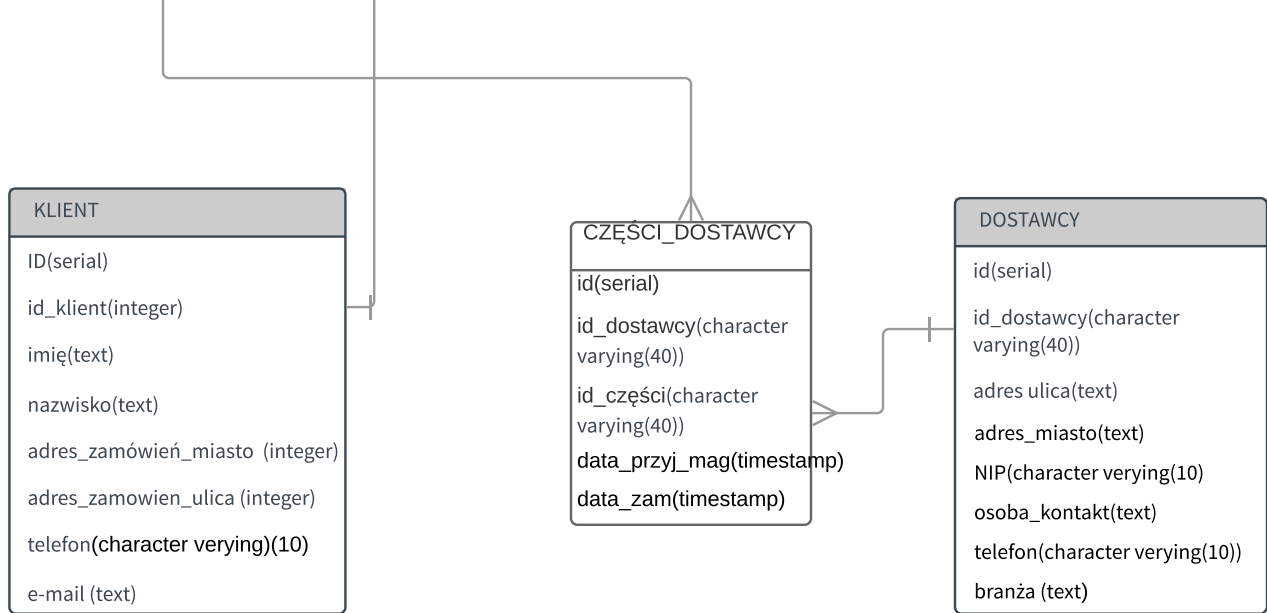 KLIENT
ID(serial)
id_klient(integer)
imię(text)
nazwisko(text)
adres_zamówień_miasto (integer)
adres_zamowien_ulica (integer)
telefon(character verying)(10)
e-mail (text)
CZĘŚCI_DOSTAWCY
id(serial)
id_dostawcy(character
varying(40))
id_części(character
varying(40))
data_przyj_mag(timestamp)
data_zam(timestamp)
DOSTAWCY
id(serial)
id_dostawcy(character
varying(40))
adres ulica(text)
adres_miasto(text)
NIP(character verying(10)
osoba_kontakt(text)
telefon(character verying(10))
branża (text)